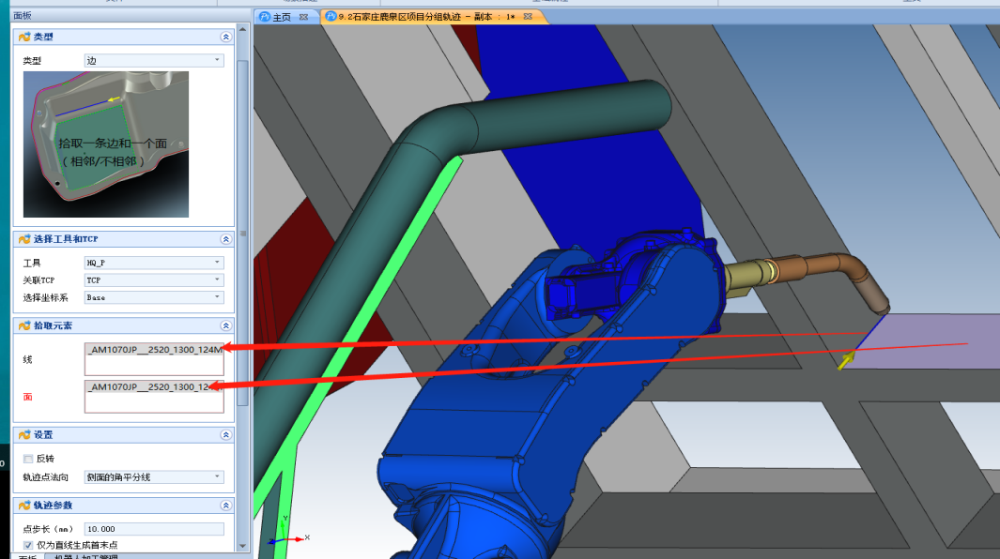 面板
主页
9.2石家庄鹿泉区项目分组轨迹 - 副本 : 1*
类型
类型
边
拾取一条边和一个面
（相邻/不相邻）
选择工具和TCP
工具
HQ_P
关联TCP
TCP
选择坐标系
Base
拾取元素
线
_AM1070JP__2520_1300_124M
面
_AM1070JP__2520_1300_12
设置
反转
轨迹点法向
侧面的角平分线
轨迹参数
点步长（mm）
10.000
仅为直线生成首末点
面板
机器人加工管理
Y
X